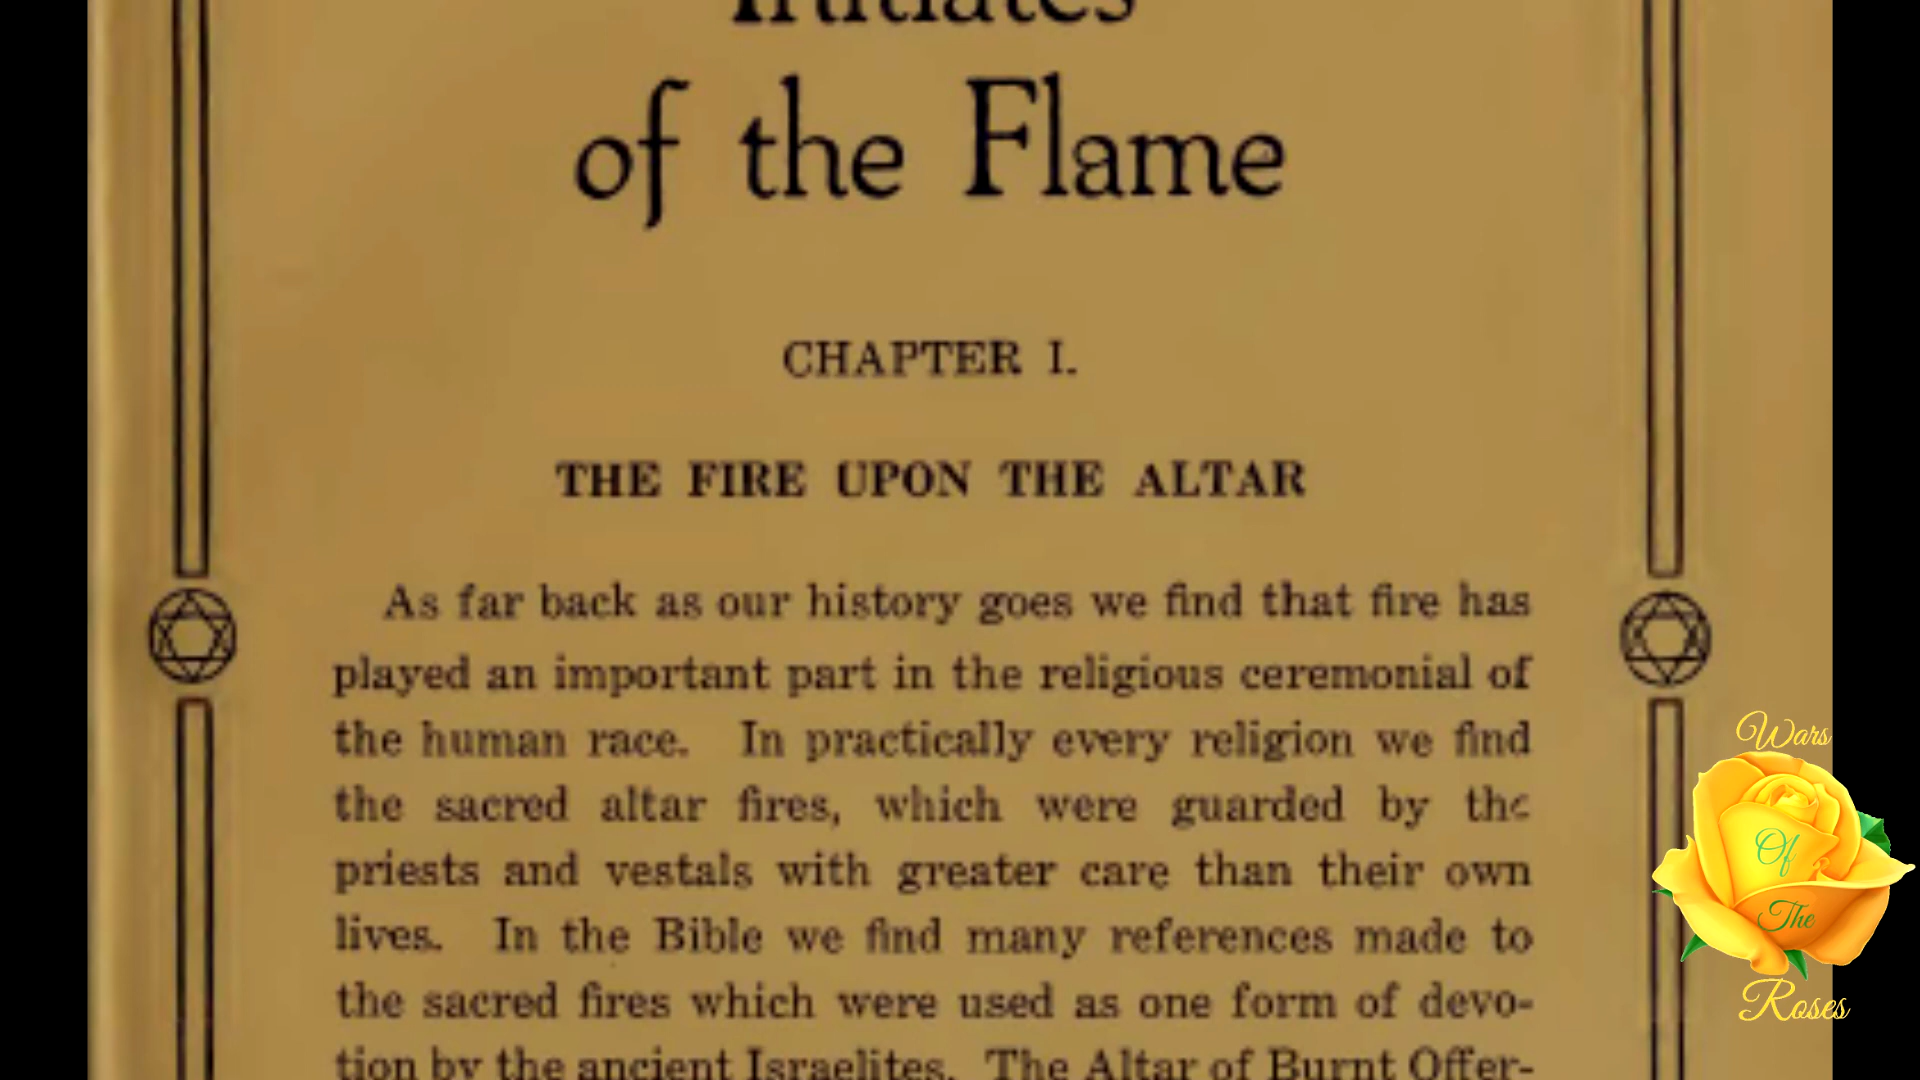 Initiates
of the Flame
CHAPTER I.
THE FIRE UPON THE ALTAR
As far back as our history goes we find that fire has
played an important part in the religious ceremonial of
the human race. In practically every religion we find
the sacred altar fires, which were guarded by the
priests and vestals with greater care than their own
lives. In the Bible we find many references made to
the sacred fires which were used as one form of devo-
tion by the ancient Israelites. The Altar of Burnt Offer-
Wars
Of
The
Roses